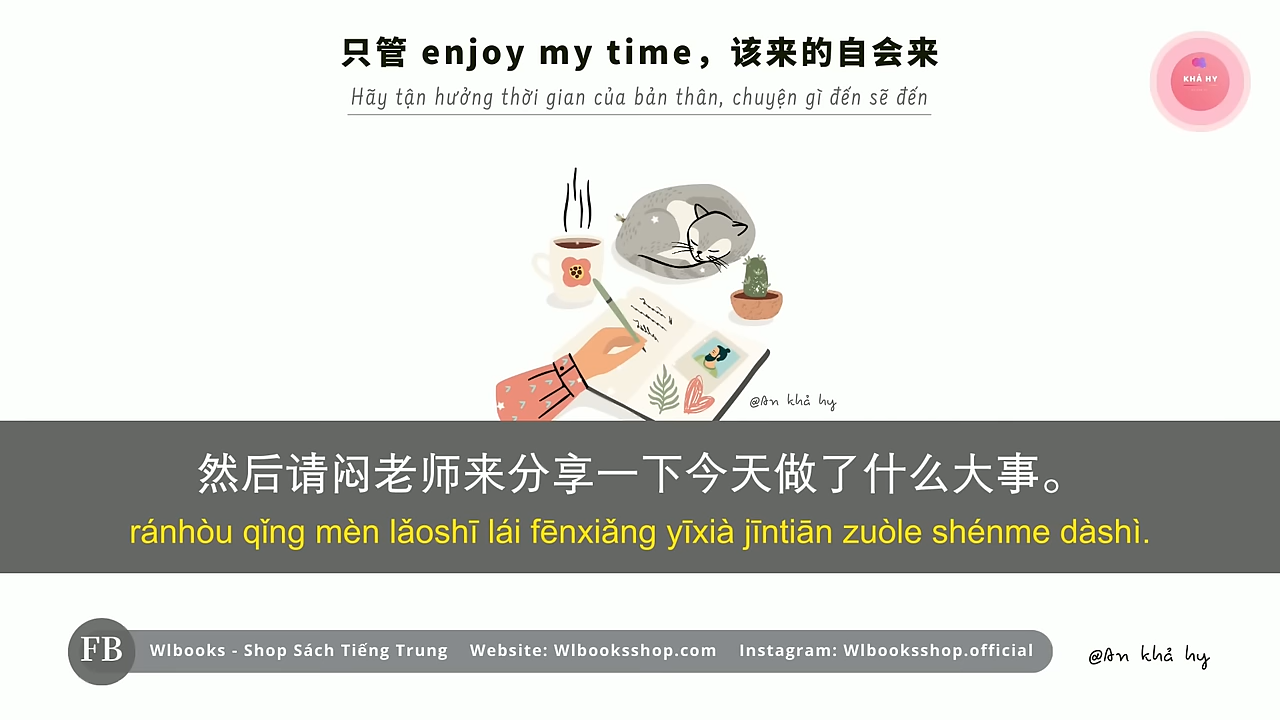 只管 enjoy my time，该来的自会来
Hãy tận hưởng thời gian của bản thân, chuyện gì đến sẽ đến
KHẢ HY
@An khả hy
然后请闷老师来分享一下今天做了什么大事。
ránhòu qǐng mèn lǎoshī lái fēnxiǎng yīxià jīntiān zuòle shénme dàshì.
FB
Wlbooks - Shop Sách Tiếng Trung Website: Wlbooksshop.com Instagram: Wlbooksshop.official
@An khả hy